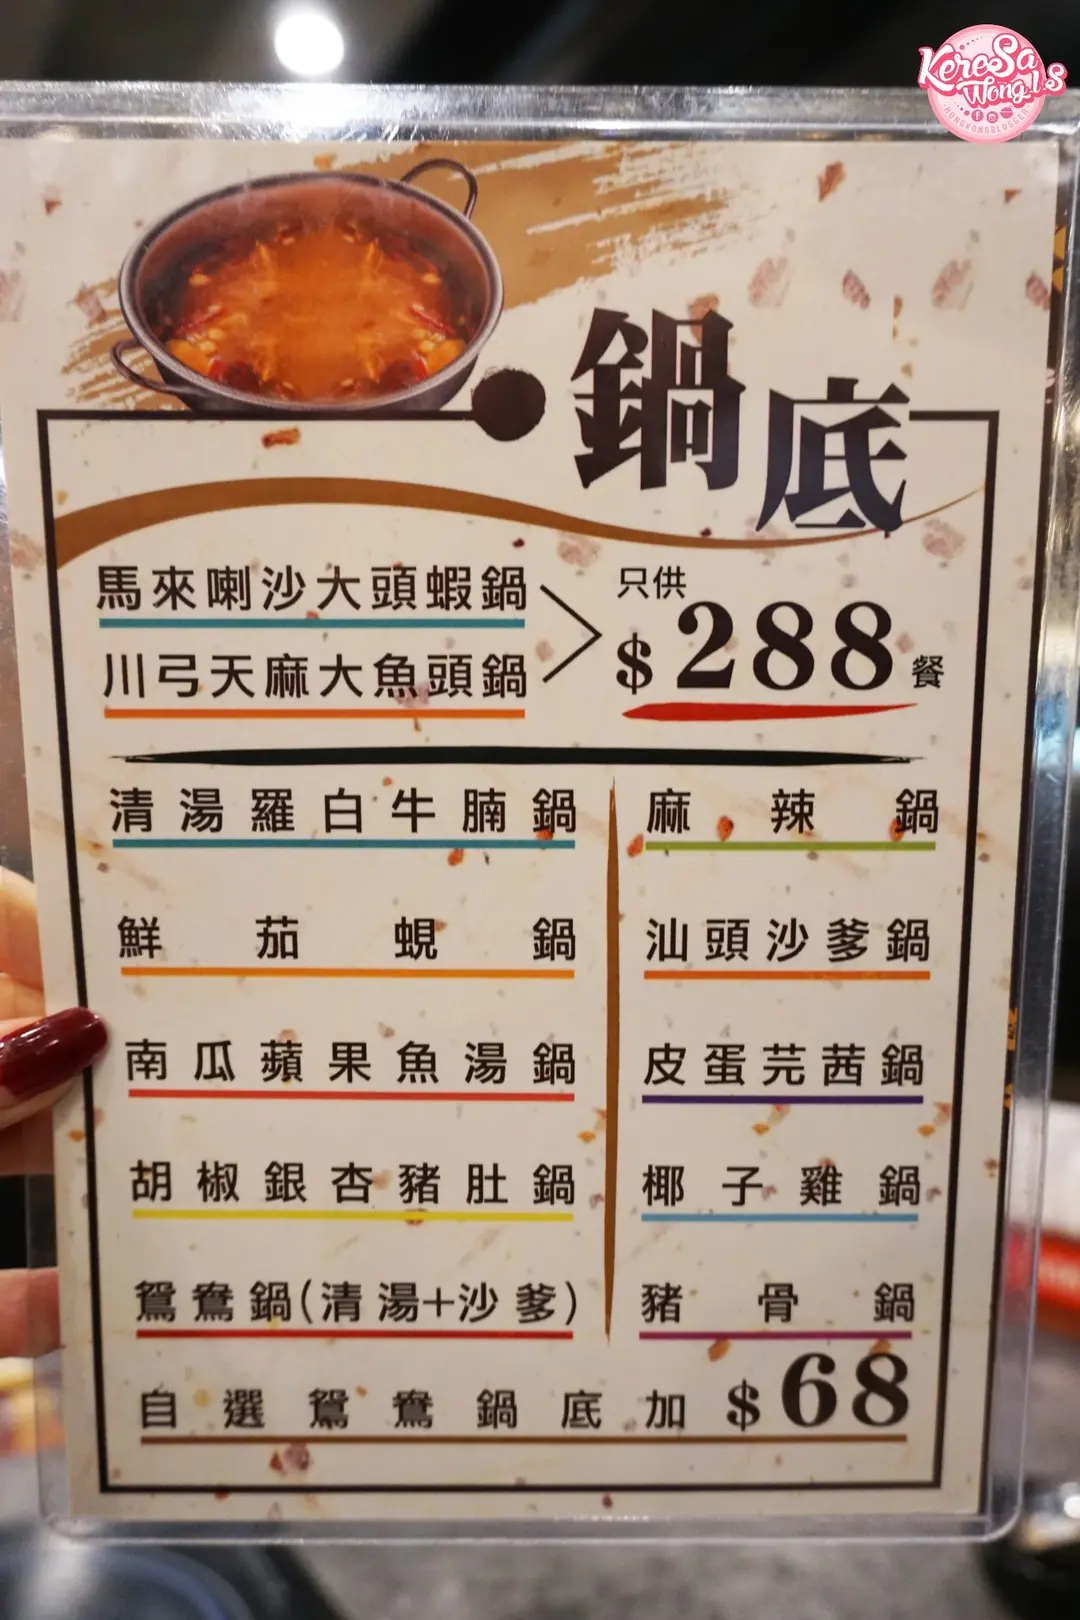 KereSa
Wong.l.s
HONGKONGBLOGGER
鍋底
馬來喇沙大頭蝦鍋
川弓天麻大魚頭鍋
只供
$288餐
清湯羅白牛腩鍋
麻辣鍋
鮮茄蜆鍋
汕頭沙爹鍋
南瓜蘋果魚湯鍋
皮蛋芫茜鍋
胡椒銀杏豬肚鍋
椰子雞鍋
鴛鴦鍋(清湯+沙爹)
豬骨鍋
自選鴛鴦鍋底加 $68